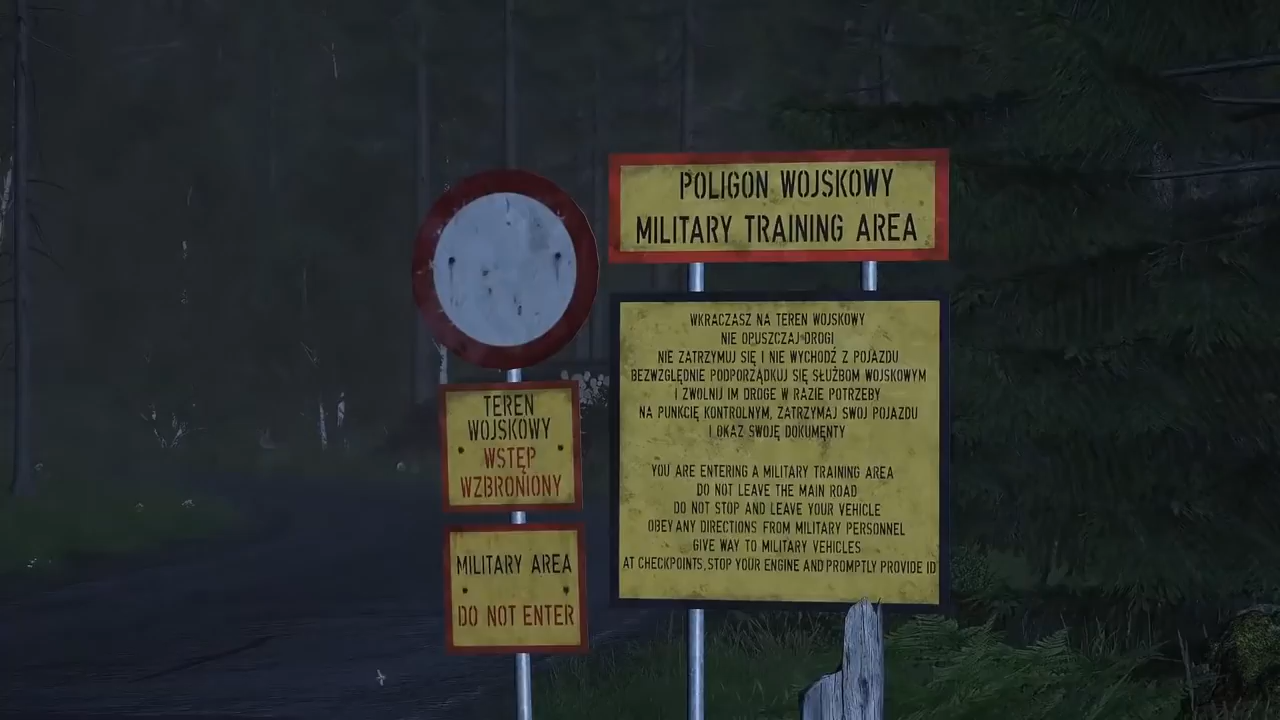 POLIGON WOJSKOWY
MILITARY TRAINING AREA
TEREN
WOJSKOWY
WSTĘP
WZBRONIONY
MILITARY AREA
DO NOT ENTER
WKRACZASZ NA TEREN WOJSKOWY
NIE OPUSZCZAJ DROGI
NIE ZATRZYMUJ SIĘ I NIE WYCHODŹ Z POJAZDU
BEZWZGLĘDNIE PODPORZĄDKUJ SIĘ SŁUŻBOM WOJSKOWYM
I ZWOLNIJ IM DROGE W RAZIE POTRZEBY
NA PUNKCIĘ KONTROLNYM, ZATRZYMAJ SWOJ POJAZDU
I OKAZ SWOJĘ DOKUMENTY
YOU ARE ENTERING A MILITARY TRAINING AREA
DO NOT LEAVE THE MAIN ROAD
DO NOT STOP AND LEAVE YOUR VEHICLE
OBEY ANY DIRECTIONS FROM MILITARY PERSONNEL
GIVE WAY TO MILITARY VEHICLES
AT CHECKPOINTS, STOP YOUR ENGINE AND PROMPTLY PROVIDE ID